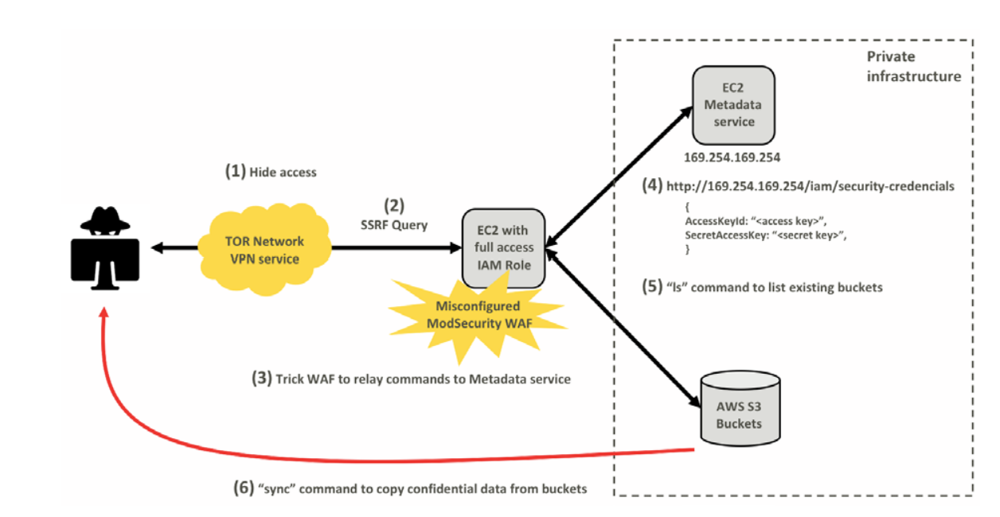 Private
infrastructure
EC2
Metadata
service
169.254.169.254
(1) Hide access
(4) http://169.254.169.254/iam/security-credencials
{
AccessKeyId: “<access key>”,
SecretAccessKey: “<secret key>”,
}
(2)
SSRF Query
TOR Network
VPN service
EC2 with
full access
IAM Role
(5) “ls” command to list existing buckets
Misconfigured
ModSecurity WAF
(3) Trick WAF to relay commands to Metadata service
AWS S3
Buckets
(6) “sync” command to copy confidential data from buckets